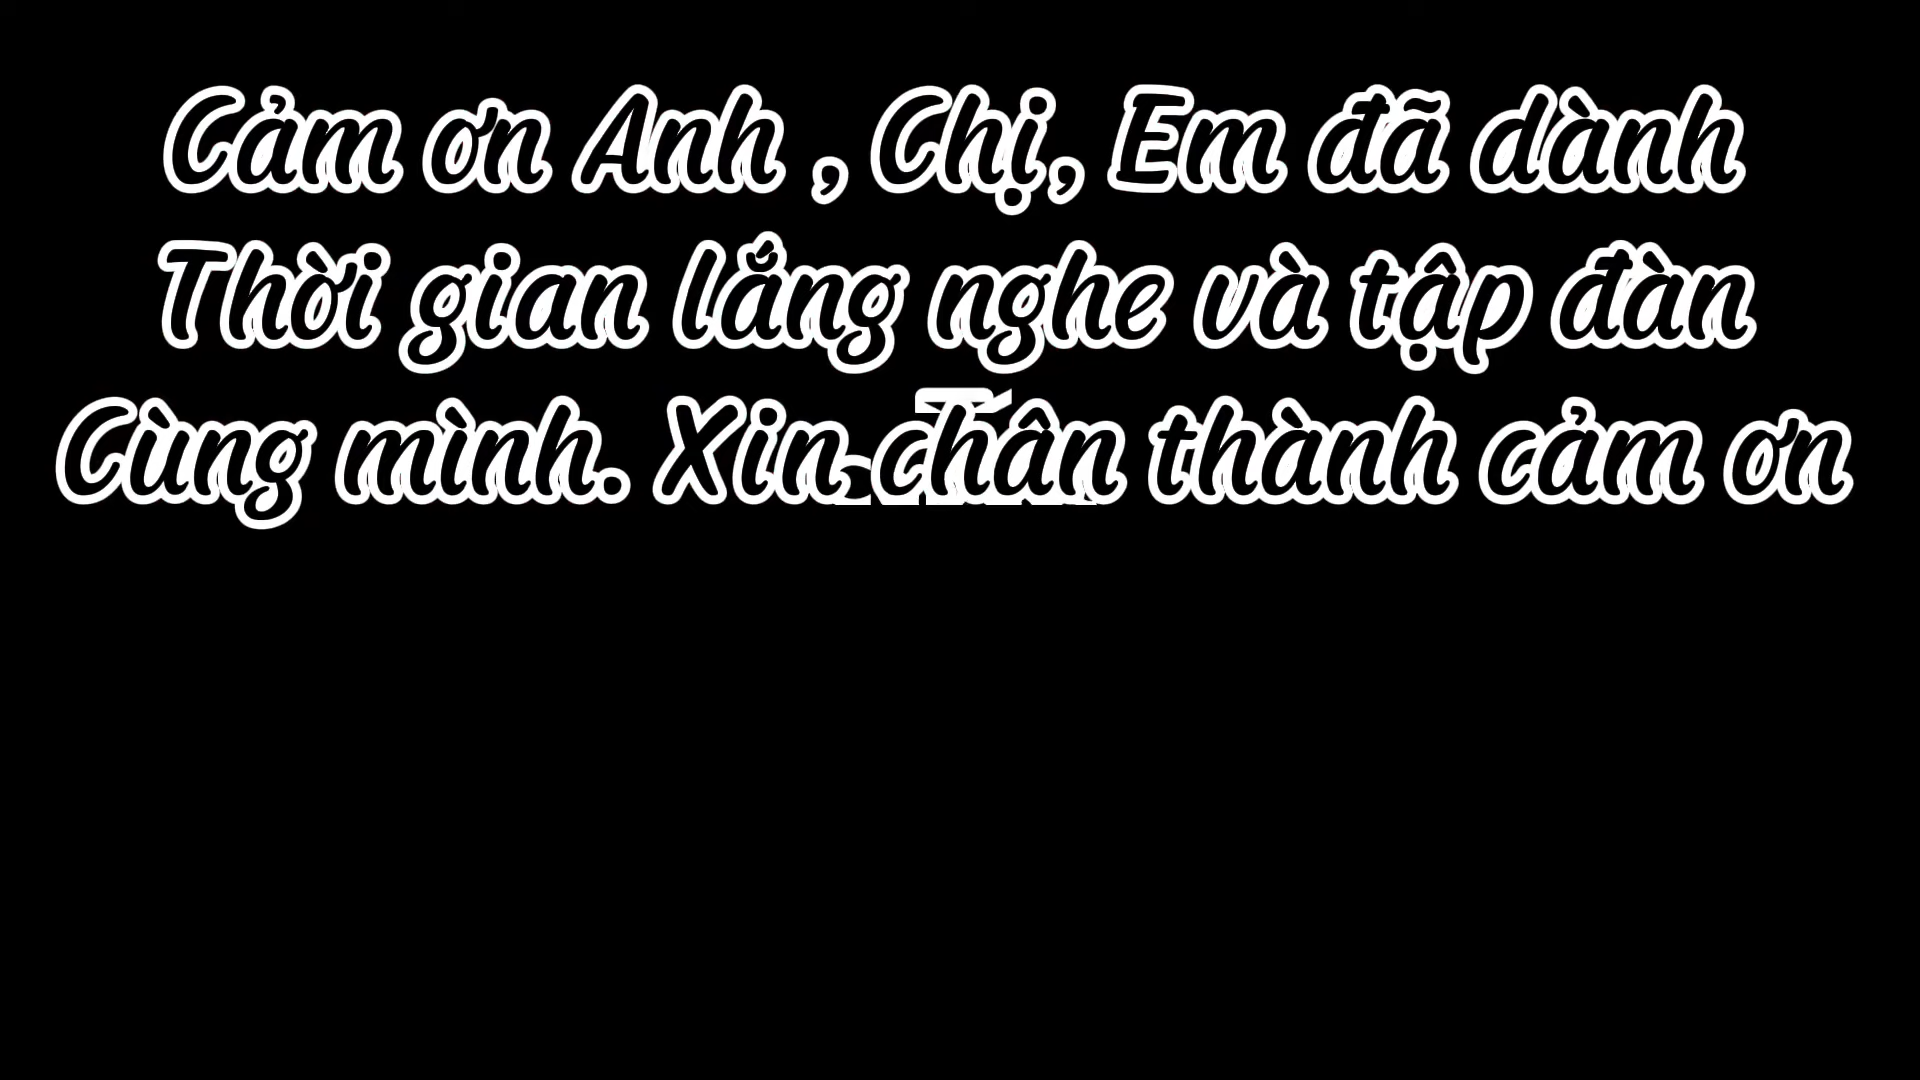 Cảm ơn Anh , Chị, Em đã dành
Thời gian lắng nghe và tập đàn
Cùng mình. Xin chân thành cảm ơn